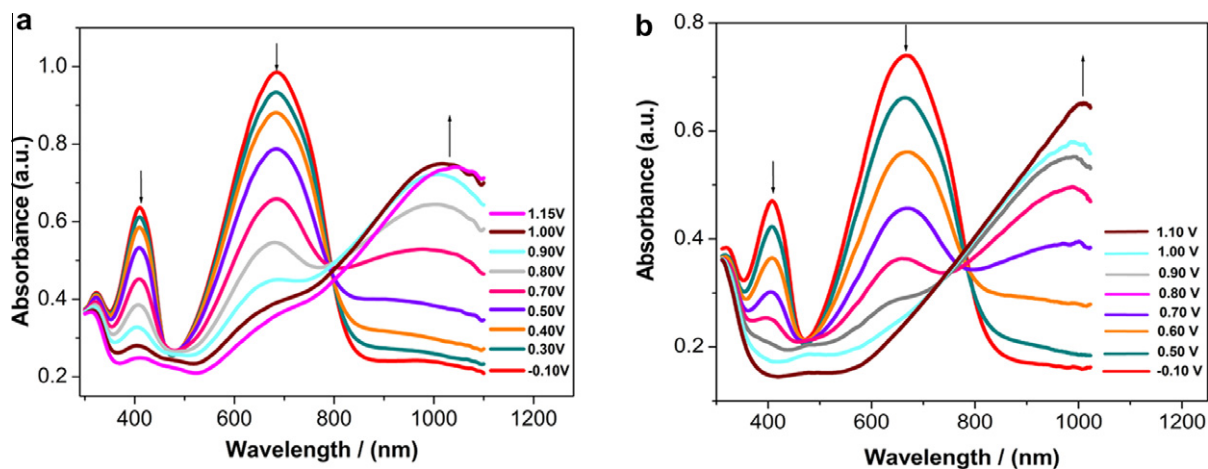 a
1.0
0.8
0.6
0.4
0.2
Absorbance (a.u.)
1.15V
1.00V
0.90V
0.80V
0.70V
0.50V
0.40V
0.30V
-0.10V
400 600 800 1000 1200
Wavelength / (nm)
b
0.8
0.6
0.4
0.2
Absorbance (a.u.)
1.10 V
1.00 V
0.90 V
0.80 V
0.70 V
0.60 V
0.50 V
-0.10 V
400 600 800 1000 1200
Wavelength / (nm)